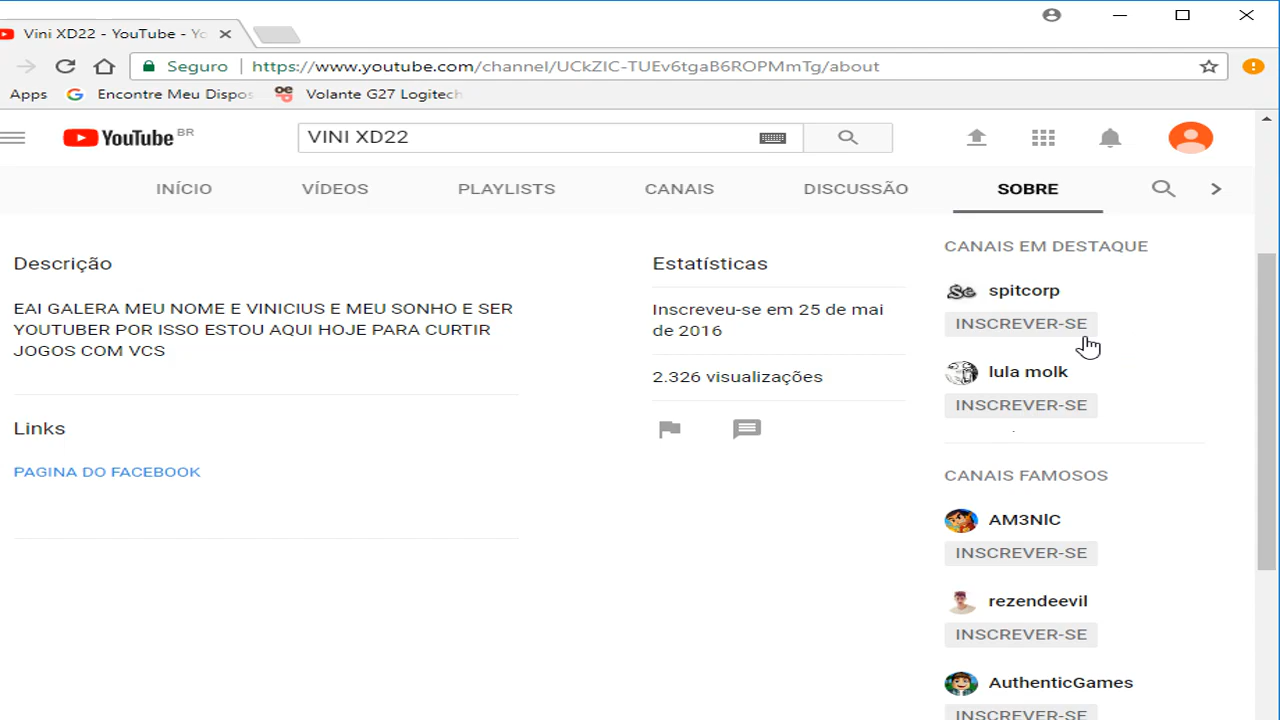 Vini XD22 - YouTube - Yo
Seguro
https://www.youtube.com/channel/UCkZIC-TUEv6tgaB6ROPMmTg/about
Apps
Encontre Meu Dispos
Volante G27 Logitech
YouTube BR
VINI XD22
INÍCIO
VÍDEOS
PLAYLISTS
CANAIS
DISCUSSÃO
SOBRE
Descrição
EAI GALERA MEU NOME E VINICIUS E MEU SONHO E SER
YOUTUBER POR ISSO ESTOU AQUI HOJE PARA CURTIR
JOGOS COM VCS
Links
PAGINA DO FACEBOOK
Estatísticas
Inscreveu-se em 25 de mai
de 2016
2.326 visualizações
CANAIS EM DESTAQUE
spitcorp
INSCREVER-SE
lula molk
INSCREVER-SE
CANAIS FAMOSOS
AM3NlC
INSCREVER-SE
rezendeevil
INSCREVER-SE
AuthenticGames
INSCREVER-SE